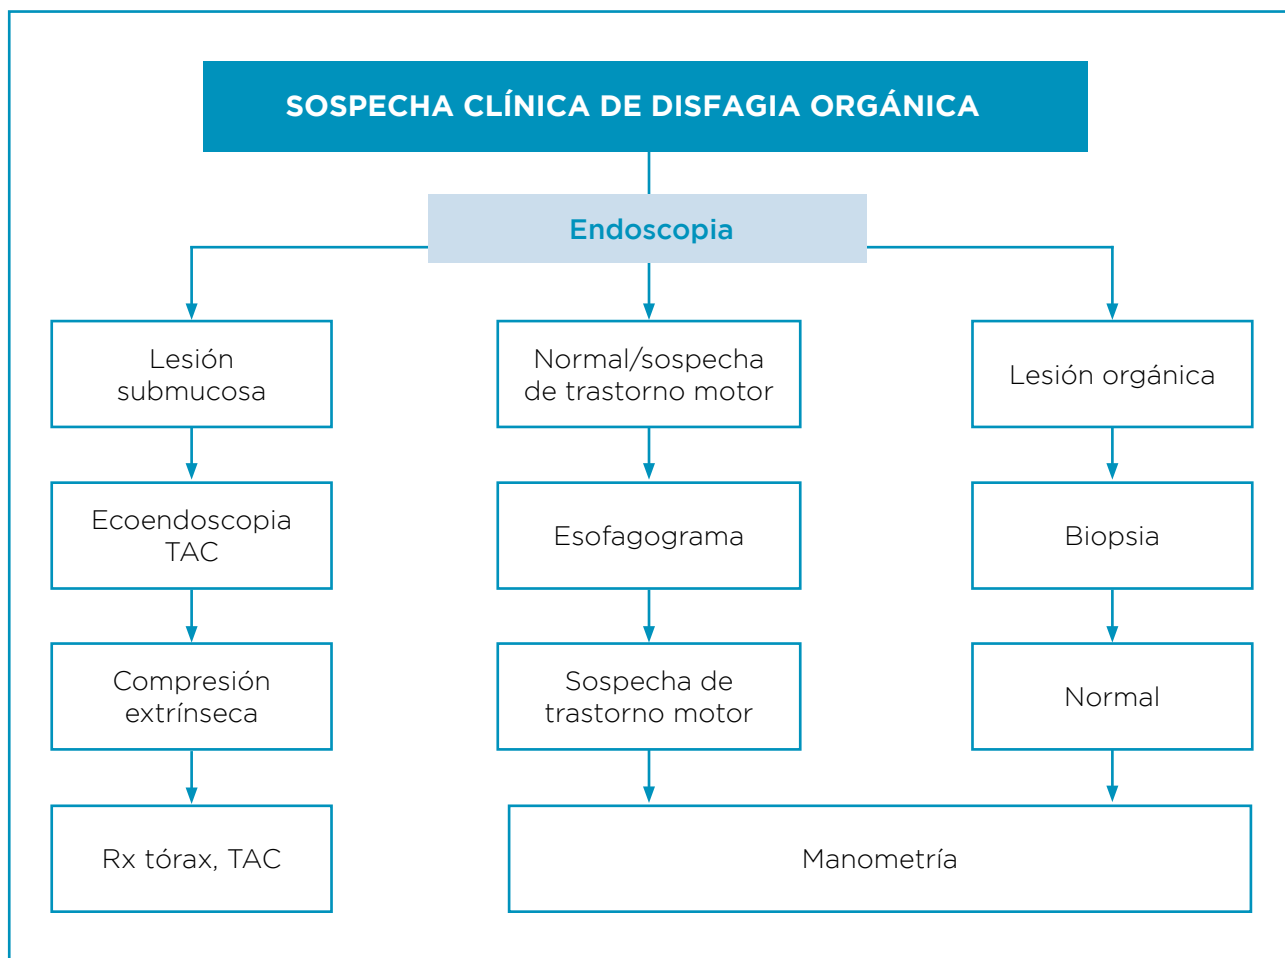 SOSPECHA CLÍNICA DE DISFAGIA ORGÁNICA
Endoscopia
Lesión
submucosa
Normal/sospecha
de trastorno motor
Lesión orgánica
Ecoendoscopia
TAC
Esofagograma
Biopsia
Compresión
extrínseca
Sospecha de
trastorno motor
Normal
Rx tórax, TAC
Manometría